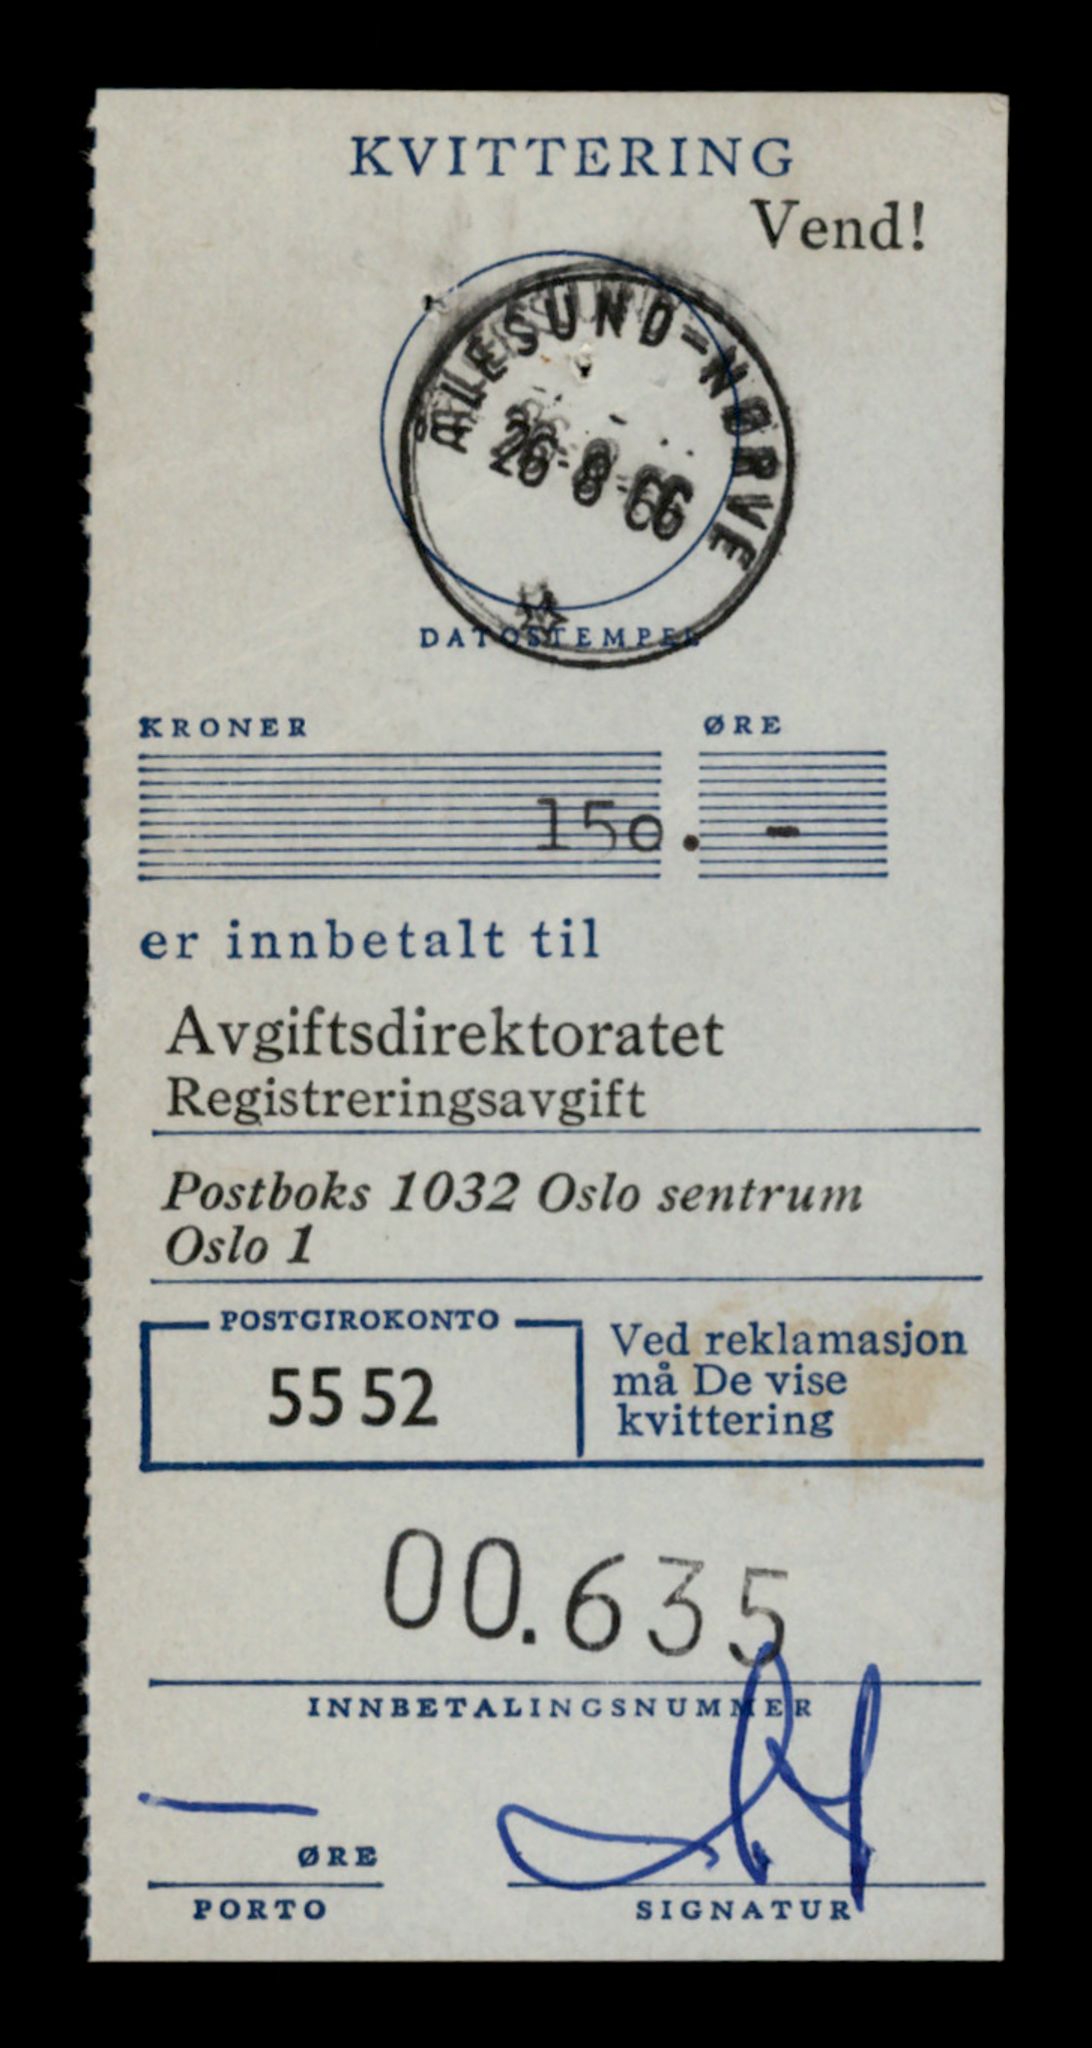 KVITTERING
Vend!
ÅLESUND-NØRVE
26-8-66
DATOSTEMPEL
KRONER ØRE
150. -
er innbetalt til
Avgiftsdirektoratet
Registreringsavgift
Postboks 1032 Oslo sentrum
Oslo 1
POSTGIROKONTO
55 52
Ved reklamasjon
må De vise
kvittering
00.635
INNBETALINGSNUMMER
ØRE
PORTO
SIGNATUR